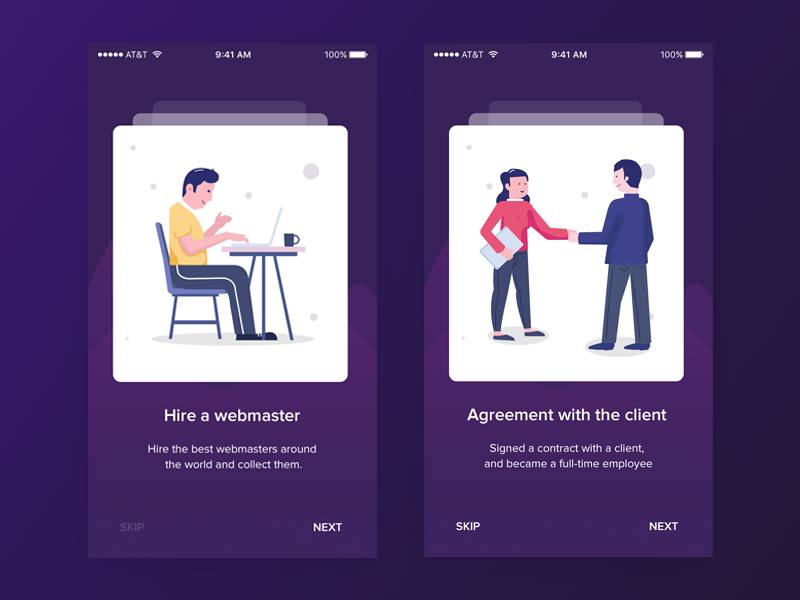 AT&T 9:41 AM 100%
Hire a webmaster
Hire the best webmasters around
the world and collect them.
SKIP NEXT
AT&T 9:41 AM 100%
Agreement with the client
Signed a contract with a client,
and became a full-time employee
SKIP NEXT